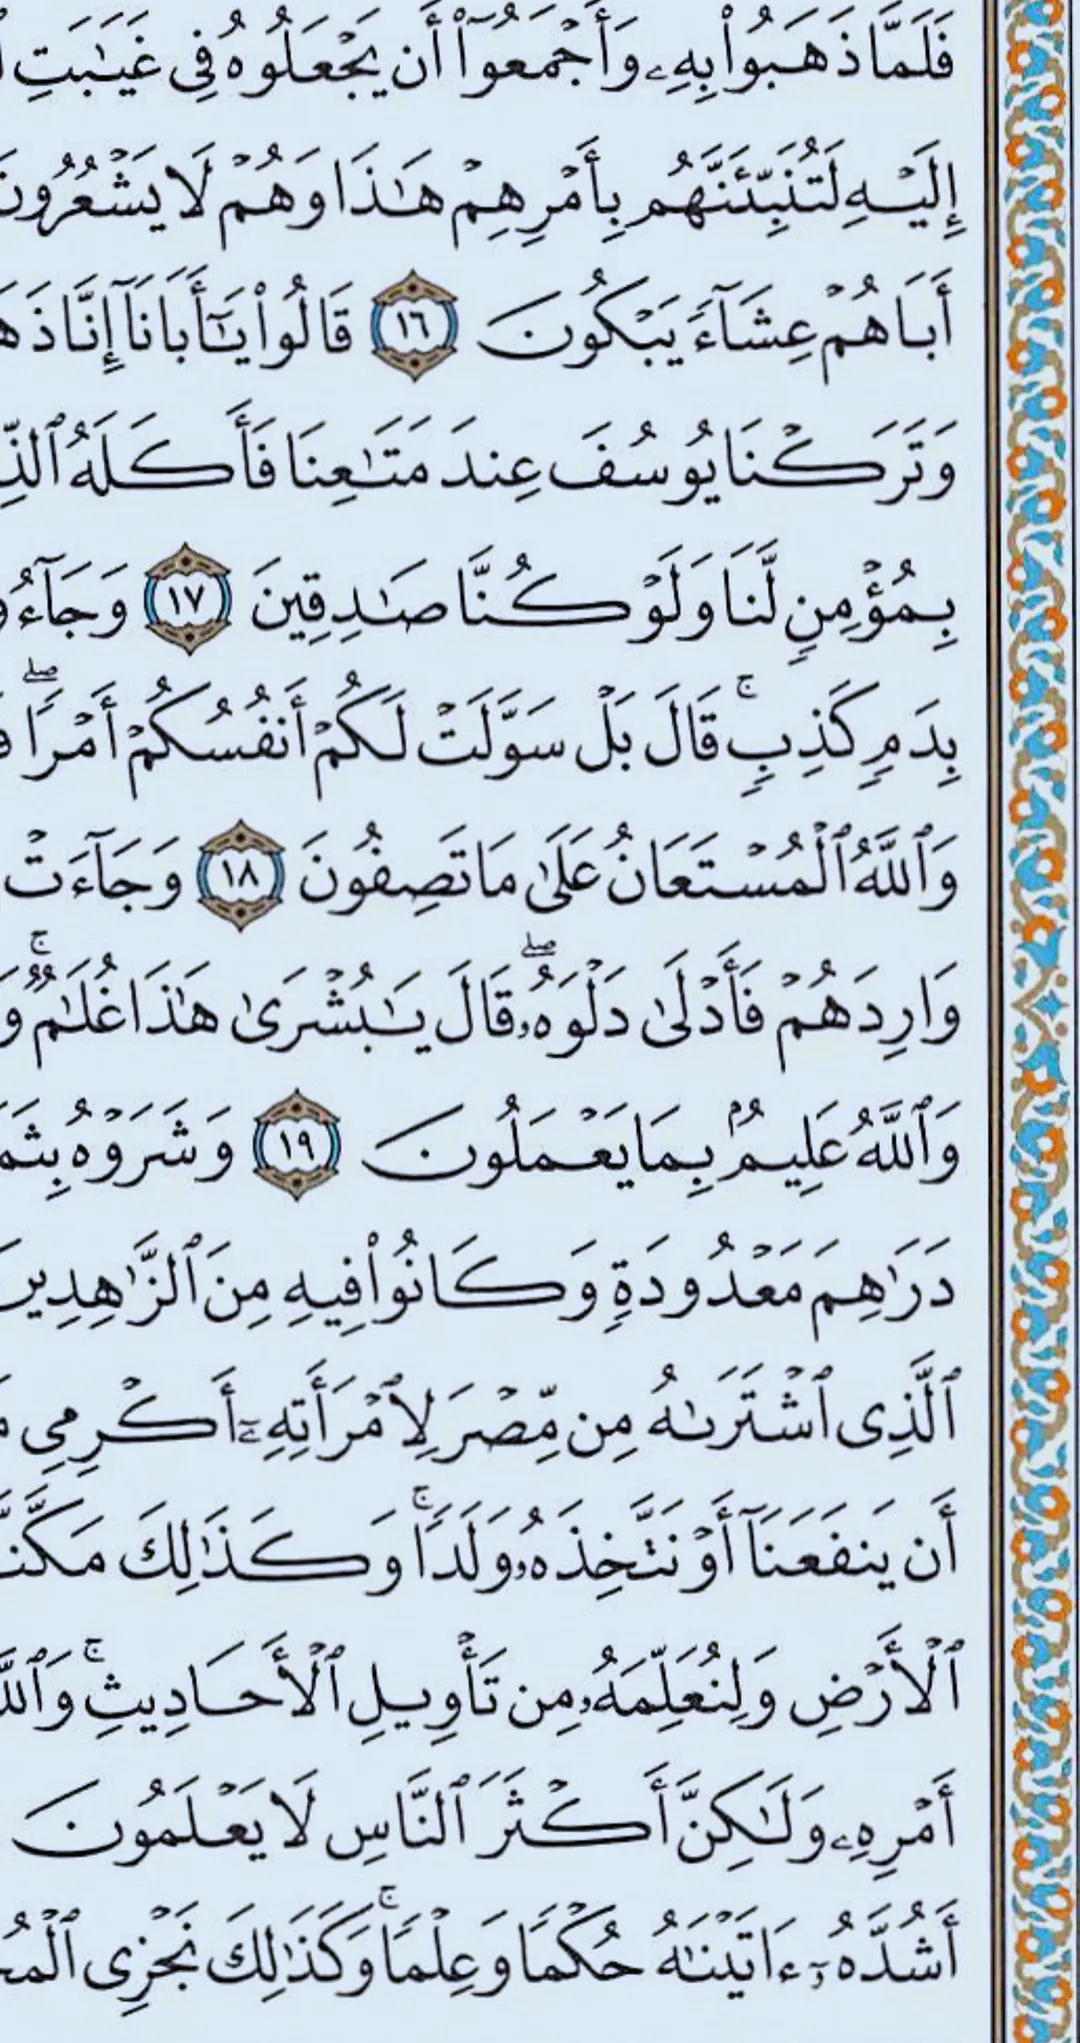 فَلَمَّا ذَهَبُوا۟ بِهِۦ وَأَجْمَعُوٓا۟ أَن يَجْعَلُوهُ فِى غَيَـٰبَتِ
إِلَيْهِ لَتُنَبِّئَنَّهُم بِأَمْرِهِمْ هَـٰذَا وَهُمْ لَا يَشْعُرُونَ
أَبَاهُمْ عِشَآءً يَبْكُونَ ١٦ قَالُوا۟ يَـٰٓأَبَانَآ إِنَّا ذَهَ
وَتَرَكْنَا يُوسُفَ عِندَ مَتَـٰعِنَا فَأَكَلَهُ ٱلذِّ
بِمُؤْمِنٍ لَّنَا وَلَوْ كُنَّا صَـٰدِقِينَ ١٧ وَجَآءُو
بِدَمٍ كَذِبٍ ۚ قَالَ بَلْ سَوَّلَتْ لَكُمْ أَنفُسُكُمْ أَمْرًا ۖ فَ
وَٱللَّهُ ٱلْمُسْتَعَانُ عَلَىٰ مَا تَصِفُونَ ١٨ وَجَآءَتْ
وَارِدَهُمْ فَأَدْلَىٰ دَلْوَهُۥ ۖ قَالَ يَـٰبُشْرَىٰ هَـٰذَا غُلَـٰمٌ ۚ وَ
وَٱللَّهُ عَلِيمٌۢ بِمَا يَعْمَلُونَ ١٩ وَشَرَوْهُ بِثَمَ
دَرَٰهِمَ مَعْدُودَةٍ وَكَانُوا۟ فِيهِ مِنَ ٱلزَّٰهِدِينَ
ٱلَّذِى ٱشْتَرَىٰهُ مِن مِّصْرَ لِٱمْرَأَتِهِۦٓ أَكْرِمِى مَ
أَن يَنفَعَنَآ أَوْ نَتَّخِذَهُۥ وَلَدًا ۚ وَكَذَٰلِكَ مَكَّنَّ
ٱلْأَرْضِ وَلِنُعَلِّمَهُۥ مِن تَأْوِيلِ ٱلْأَحَادِيثِ ۚ وَٱللَّ
أَمْرِهِۦ وَلَـٰكِنَّ أَكْثَرَ ٱلنَّاسِ لَا يَعْلَمُونَ
أَشُدَّهُۥٓ ءَاتَيْنَـٰهُ حُكْمًا وَعِلْمًا ۚ وَكَذَٰلِكَ نَجْزِى ٱلْمُحْ